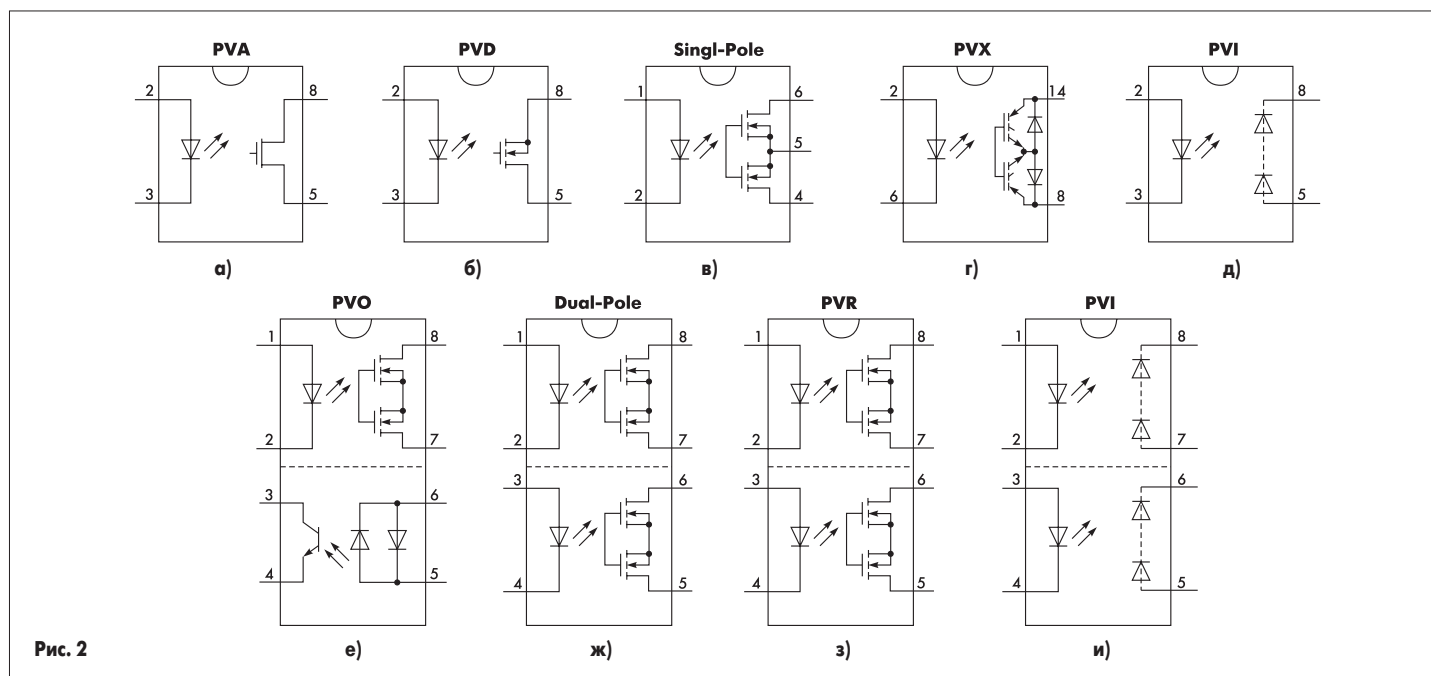 PVA PVD Singl-Pole PVX PVI
2 8 2 8 1 6 2 14 2 8
5
3 5 3 5 2 4 6 8 3 5
а) б) в) г) д)
PVO Dual-Pole PVR PVI
1 8 1 8 1 8 1 8
2 7 2 7 2 7 2 7
3 6 3 6 3 6 3 6
4 5 4 5 4 5 4 5
Рис. 2 е) ж) з) и)